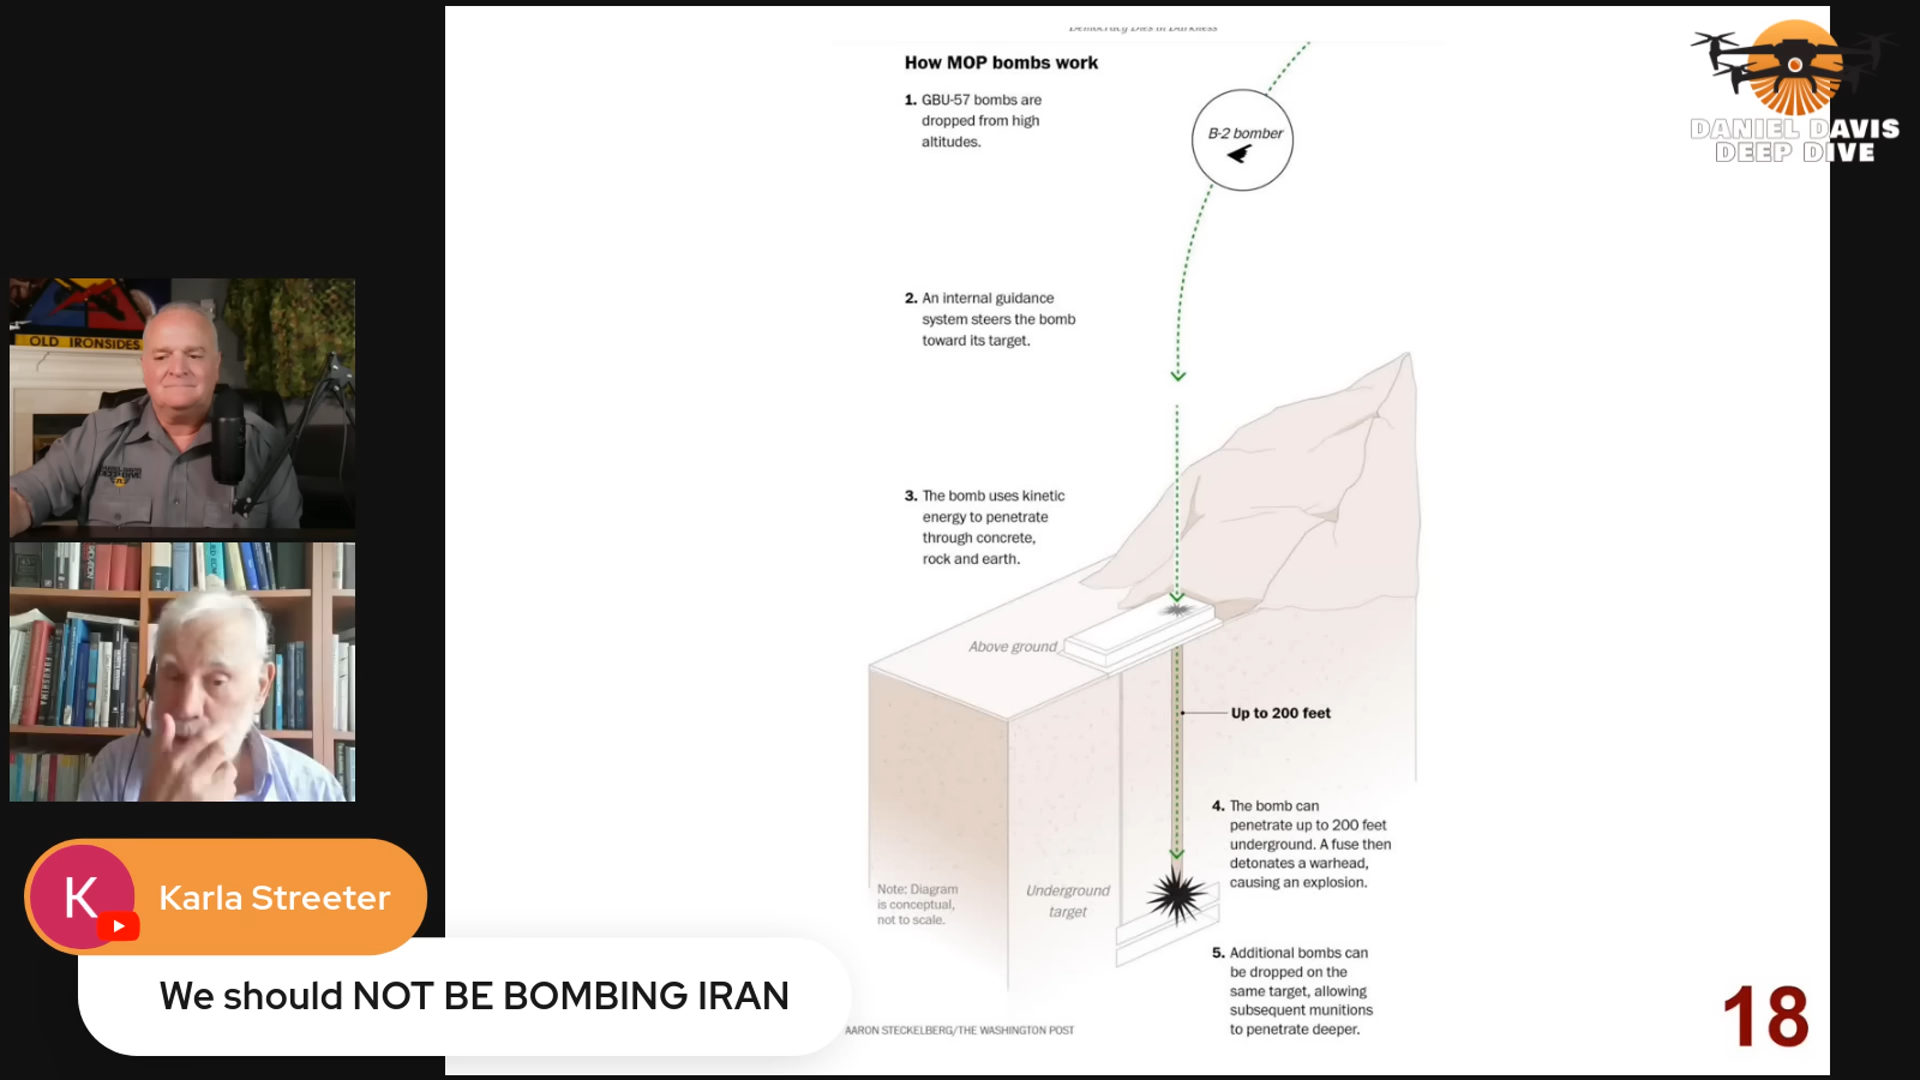 Democracy Dies in Darkness
How MOP bombs work
1. GBU-57 bombs are
dropped from high
altitudes.
B-2 bomber
DANIEL DAVIS
DEEP DIVE
2. An internal guidance
system steers the bomb
toward its target.
OLD IRONSIDES
3. The bomb uses kinetic
energy to penetrate
through concrete,
rock and earth.
Above ground
Up to 200 feet
4. The bomb can
penetrate up to 200 feet
underground. A fuse then
detonates a warhead,
causing an explosion.
Note: Diagram
is conceptual,
not to scale.
Underground
target
5. Additional bombs can
be dropped on the
same target, allowing
subsequent munitions
to penetrate deeper.
AARON STECKELBERG/THE WASHINGTON POST
18
K
Karla Streeter
We should NOT BE BOMBING IRAN